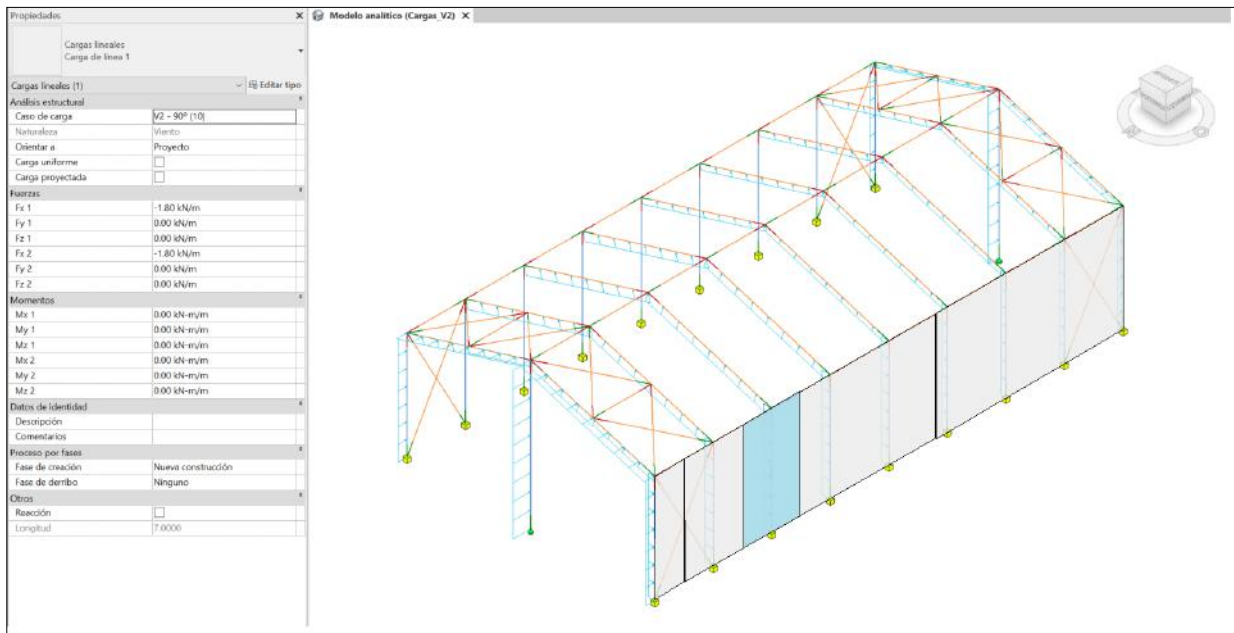 Propiedades X
Modelo analítico (Cargas_V2) X
Cargas lineales
Carga de línea 1
Cargas lineales (1) Editar tipo
Análisis estructural
Caso de carga V2 - 90º (10)
Naturaleza Viento
Orientar a Proyecto
Carga uniforme
Carga proyectada
Fuerzas
Fx 1 -1.80 kN/m
Fy 1 0.00 kN/m
Fz 1 0.00 kN/m
Fx 2 -1.80 kN/m
Fy 2 0.00 kN/m
Fz 2 0.00 kN/m
Momentos
Mx 1 0.00 kN-m/m
My 1 0.00 kN-m/m
Mz 1 0.00 kN-m/m
Mx 2 0.00 kN-m/m
My 2 0.00 kN-m/m
Mz 2 0.00 kN-m/m
Datos de identidad
Descripción
Comentarios
Proceso por fases
Fase de creación Nueva construcción
Fase de derribo Ninguno
Otros
Reacción
Longitud 7.0000